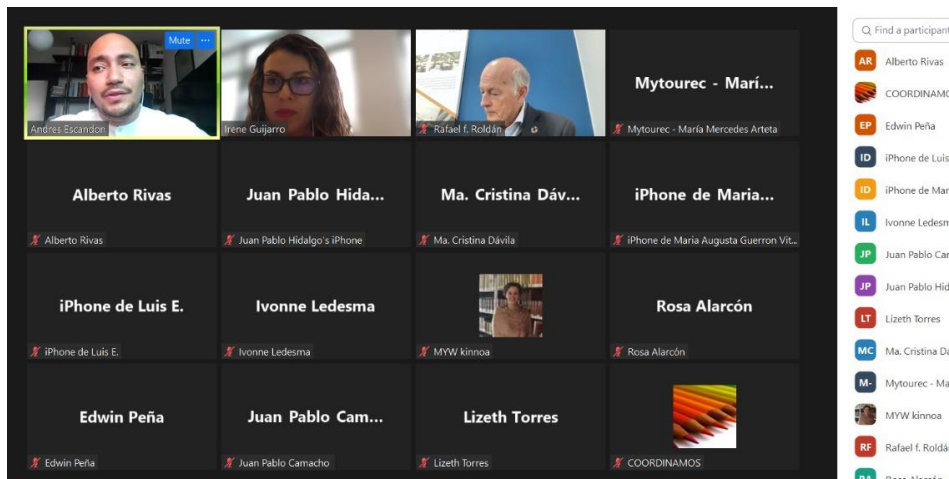 Mute ...
Andres Escandon
Irene Guijarro
Rafael f. Roldán
Mytourec - Marí...
Mytourec - María Mercedes Arteta
Alberto Rivas
Alberto Rivas
Juan Pablo Hida...
Juan Pablo Hidalgo's iPhone
Ma. Cristina Dáv...
Ma. Cristina Dávila
iPhone de Maria...
iPhone de Maria Augusta Guerron Vit...
iPhone de Luis E.
iPhone de Luis E.
Ivonne Ledesma
Ivonne Ledesma
MYW kinnoa
Rosa Alarcón
Rosa Alarcón
Edwin Peña
Edwin Peña
Juan Pablo Cam...
Juan Pablo Camacho
Lizeth Torres
Lizeth Torres
COORDINAMOS
Find a participant
AR Alberto Rivas
COORDINAMO
EP Edwin Peña
ID iPhone de Luis
ID iPhone de Mar
IL Ivonne Ledesm
JP Juan Pablo Car
JP Juan Pablo Hid
LT Lizeth Torres
MC Ma. Cristina Dá
M- Mytourec - Ma
MYW kinnoa
RF Rafael f. Roldá
RA Rosa Alarcón